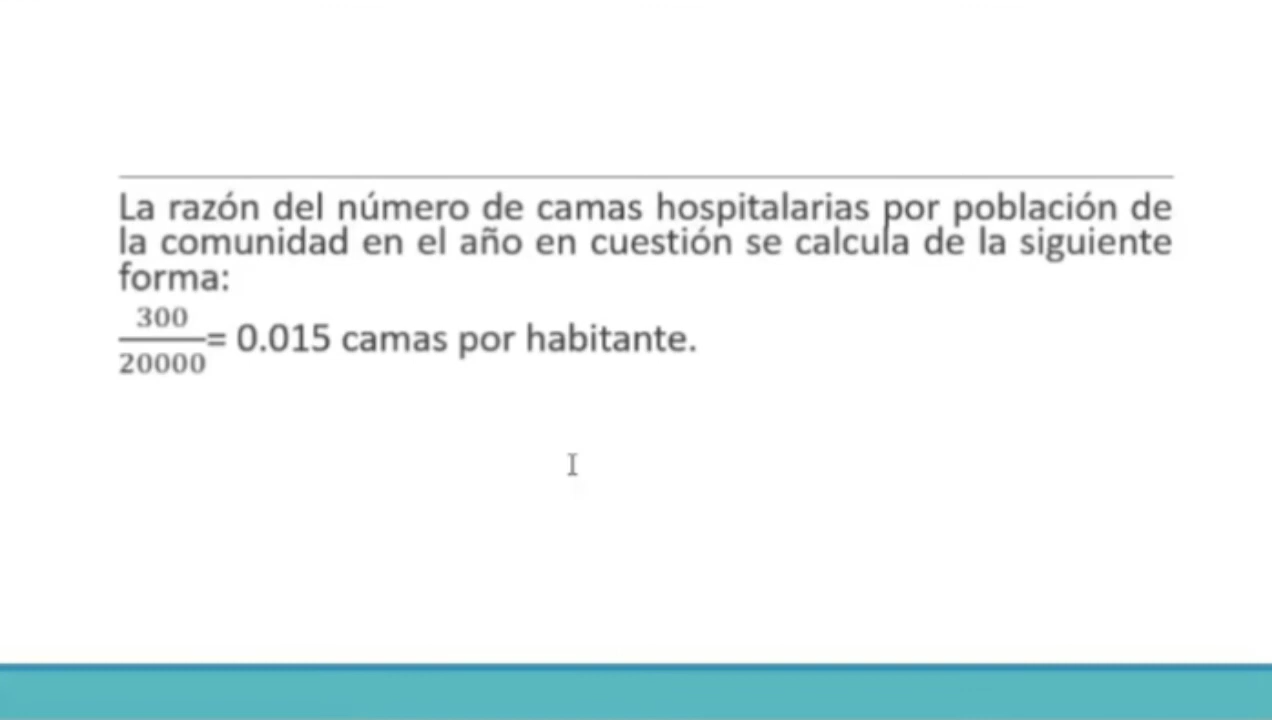 La razón del número de camas hospitalarias por población de
la comunidad en el año en cuestión se calcula de la siguiente
forma:
300
20000
= 0.015 camas por habitante.